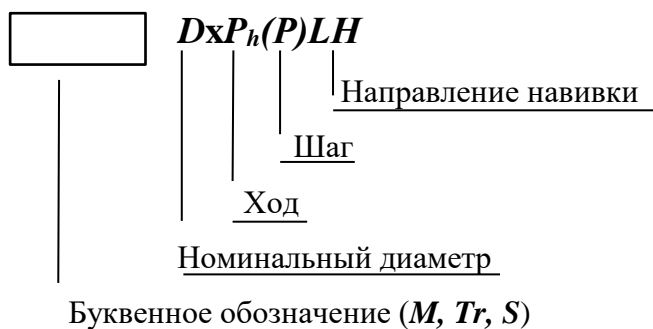 DxPh(P)LH
Направление навивки
Шаг
Ход
Номинальный диаметр
Буквенное обозначение (M, Tr, S)